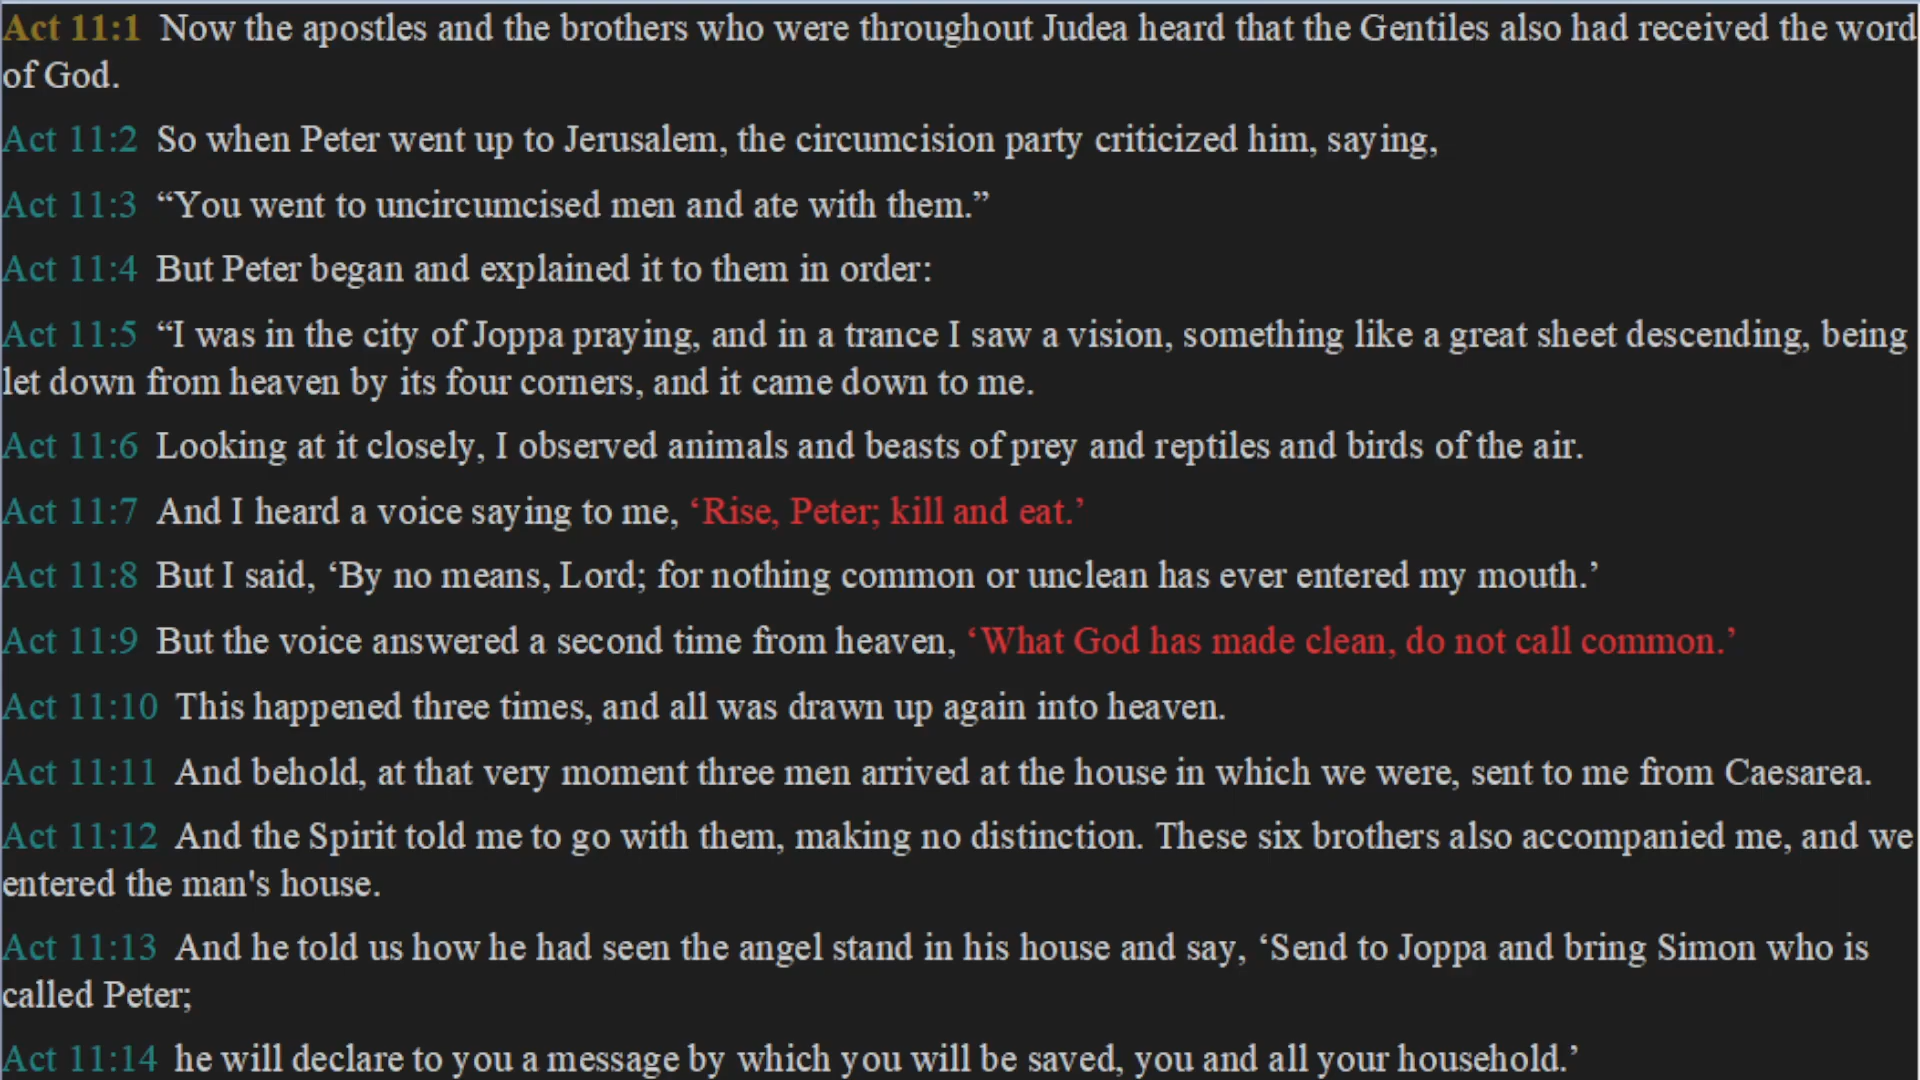 Act 11:1 Now the apostles and the brothers who were throughout Judea heard that the Gentiles also had received the word
of God.
Act 11:2 So when Peter went up to Jerusalem, the circumcision party criticized him, saying,
Act 11:3 “You went to uncircumcised men and ate with them.”
Act 11:4 But Peter began and explained it to them in order:
Act 11:5 “I was in the city of Joppa praying, and in a trance I saw a vision, something like a great sheet descending, being
let down from heaven by its four corners, and it came down to me.
Act 11:6 Looking at it closely, I observed animals and beasts of prey and reptiles and birds of the air.
Act 11:7 And I heard a voice saying to me, ‘Rise, Peter; kill and eat.’
Act 11:8 But I said, ‘By no means, Lord; for nothing common or unclean has ever entered my mouth.’
Act 11:9 But the voice answered a second time from heaven, ‘What God has made clean, do not call common.’
Act 11:10 This happened three times, and all was drawn up again into heaven.
Act 11:11 And behold, at that very moment three men arrived at the house in which we were, sent to me from Caesarea.
Act 11:12 And the Spirit told me to go with them, making no distinction. These six brothers also accompanied me, and we
entered the man's house.
Act 11:13 And he told us how he had seen the angel stand in his house and say, ‘Send to Joppa and bring Simon who is
called Peter;
Act 11:14 he will declare to you a message by which you will be saved, you and all your household.’